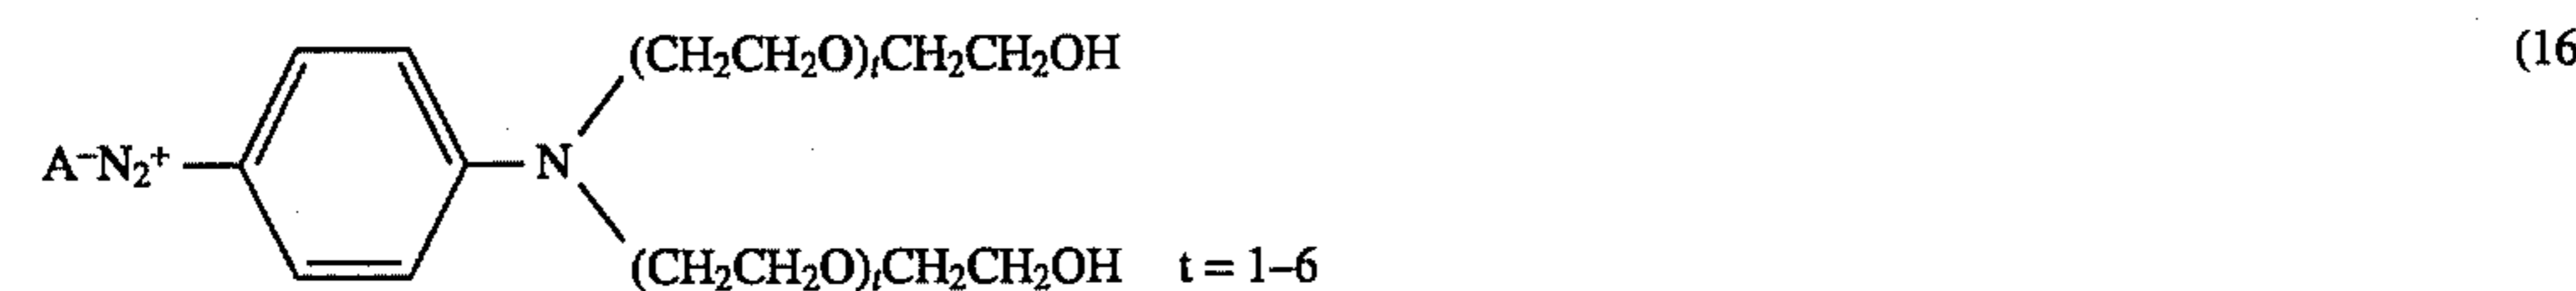 (CH₂CH₂O)ₜCH₂CH₂OH (16
A⁻N₂⁺ N
(CH₂CH₂O)ₜCH₂CH₂OH t = 1–6